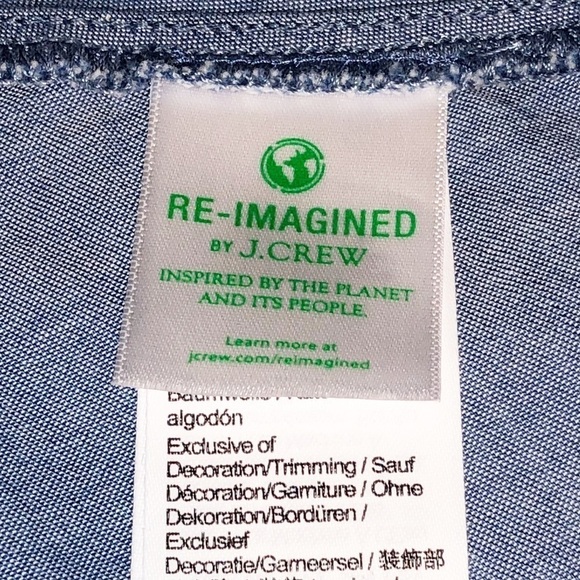 RE-IMAGINED
BY J.CREW
INSPIRED BY THE PLANET
AND ITS PEOPLE.
Learn more at
jcrew.com/reimagined
algodón
Exclusive of
Decoration/Trimming / Sauf
Décoration/Garniture / Ohne
Dekoration/Bordüren /
Exclusief
Decoratie/Garneersel / 装飾部